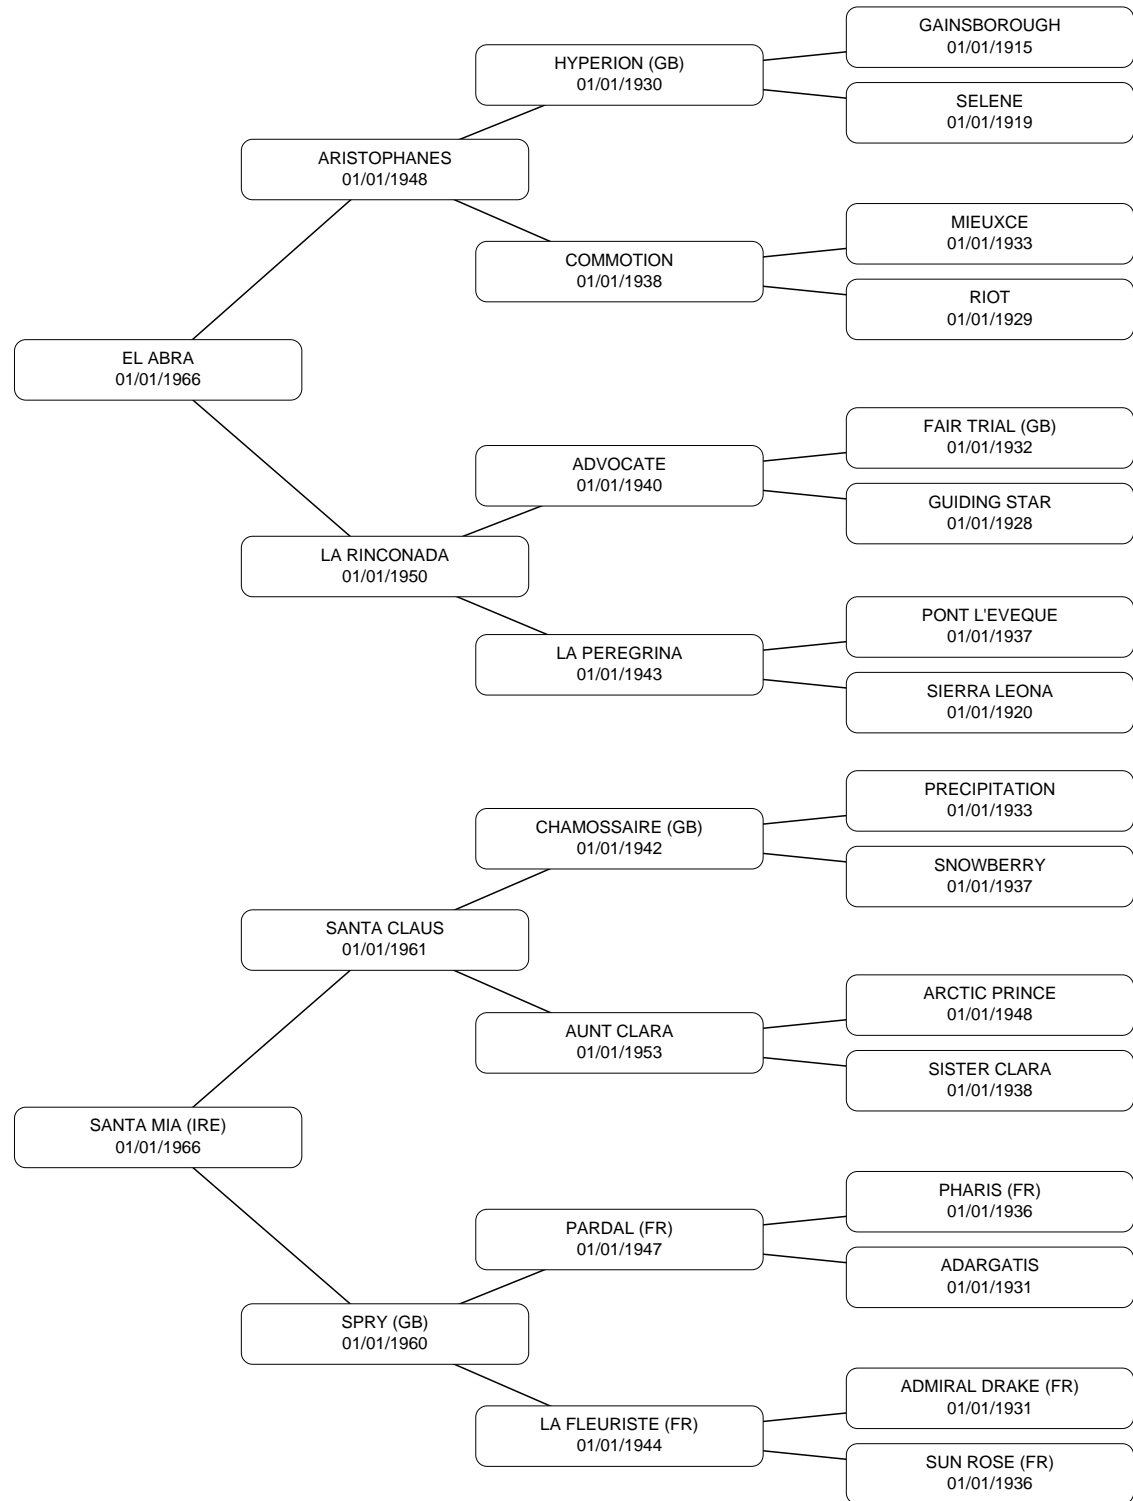 GAINSBOROUGH
01/01/1915
HYPERION (GB)
01/01/1930
SELENE
01/01/1919
ARISTOPHANES
01/01/1948
MIEUXCE
01/01/1933
COMMOTION
01/01/1938
RIOT
01/01/1929
EL ABRA
01/01/1966
FAIR TRIAL (GB)
01/01/1932
ADVOCATE
01/01/1940
GUIDING STAR
01/01/1928
LA RINCONADA
01/01/1950
PONT L'EVEQUE
01/01/1937
LA PEREGRINA
01/01/1943
SIERRA LEONA
01/01/1920
PRECIPITATION
01/01/1933
CHAMOSSAIRE (GB)
01/01/1942
SNOWBERRY
01/01/1937
SANTA CLAUS
01/01/1961
ARCTIC PRINCE
01/01/1948
AUNT CLARA
01/01/1953
SISTER CLARA
01/01/1938
SANTA MIA (IRE)
01/01/1966
PHARIS (FR)
01/01/1936
PARDAL (FR)
01/01/1947
ADARGATIS
01/01/1931
SPRY (GB)
01/01/1960
ADMIRAL DRAKE (FR)
01/01/1931
LA FLEURISTE (FR)
01/01/1944
SUN ROSE (FR)
01/01/1936